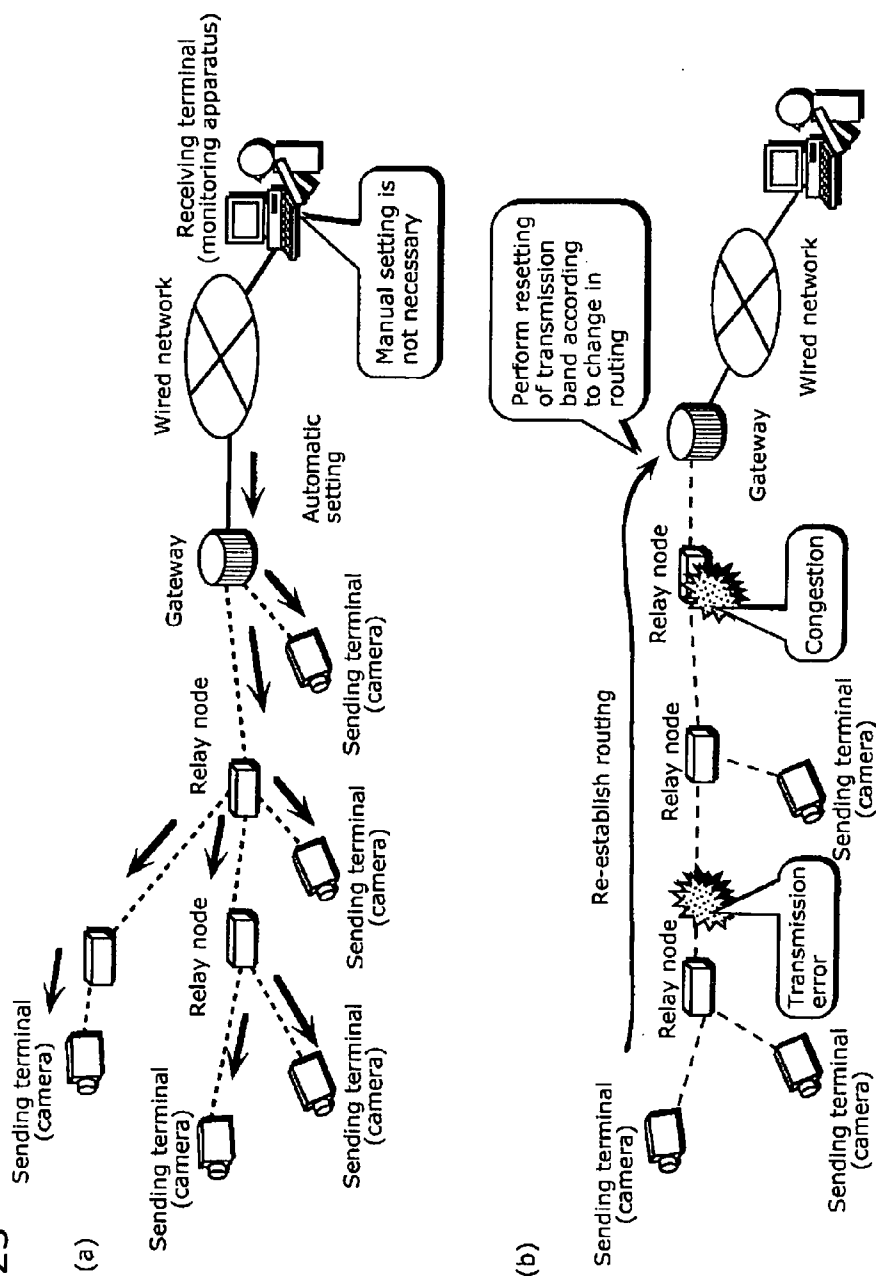 25
(a)
Sending terminal
(camera)
Sending terminal
(camera)
Sending terminal
(camera)
Relay node
Sending terminal
(camera)
Relay node
Sending terminal
(camera)
Gateway
Automatic
setting
Wired network
Receiving terminal
(monitoring apparatus)
Manual setting is
not necessary
(b)
Sending terminal
(camera)
Sending terminal
(camera)
Relay node
Transmission
error
Re-establish routing
Relay node
Sending terminal
(camera)
Relay node
Congestion
Perform resetting
of transmission
band according
to change in
routing
Gateway
Wired network